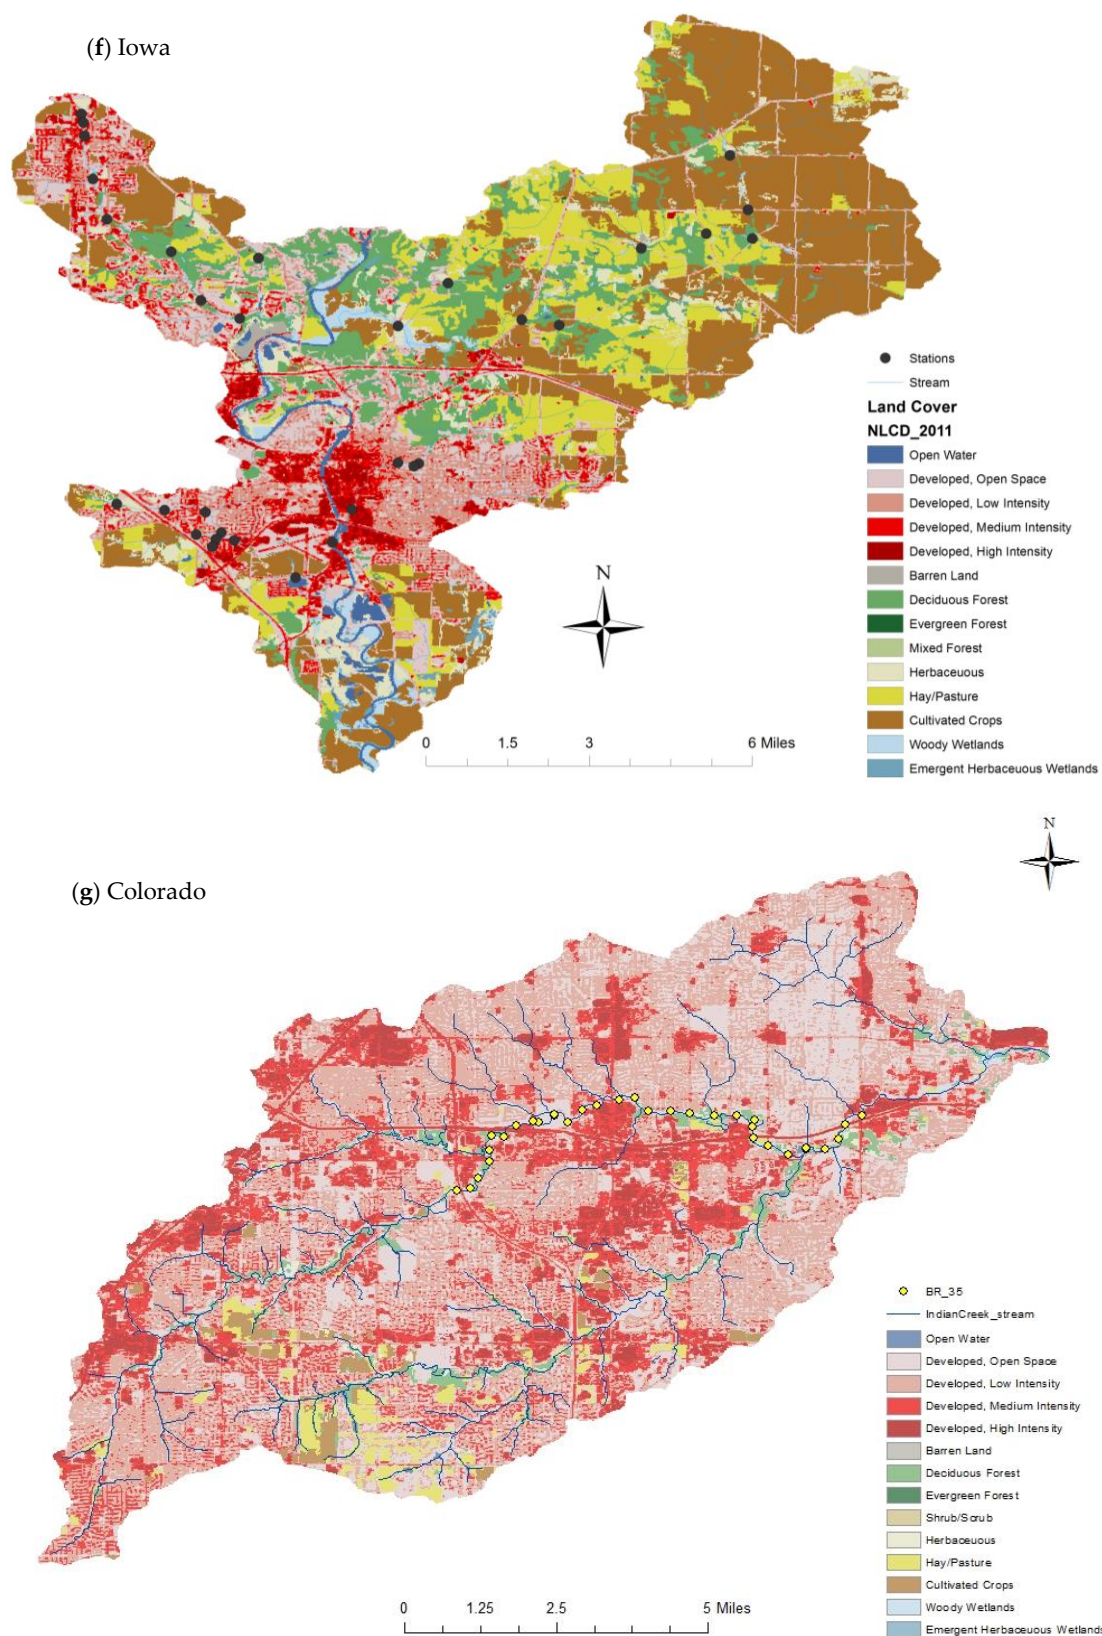 (f) Iowa
Stations
Stream
Land Cover
NLCD_2011
Open Water
Developed, Open Space
Developed, Low Intensity
Developed, Medium Intensity
Developed, High Intensity
Barren Land
Deciduous Forest
Evergreen Forest
Mixed Forest
Herbaceuous
Hay/Pasture
Cultivated Crops
Woody Wetlands
Emergent Herbaceuous Wetlands
N
0 1.5 3 6 Miles
N
(g) Colorado
BR_35
IndianCreek_stream
Open Water
Developed, Open Space
Developed, Low Intensity
Developed, Medium Intensity
Developed, High Intensity
Barren Land
Deciduous Forest
Evergreen Forest
Shrub/Scrub
Herbaceuous
Hay/Pasture
Cultivated Crops
Woody Wetlands
Emergent Herbaceuous Wetlands
0 1.25 2.5 5 Miles